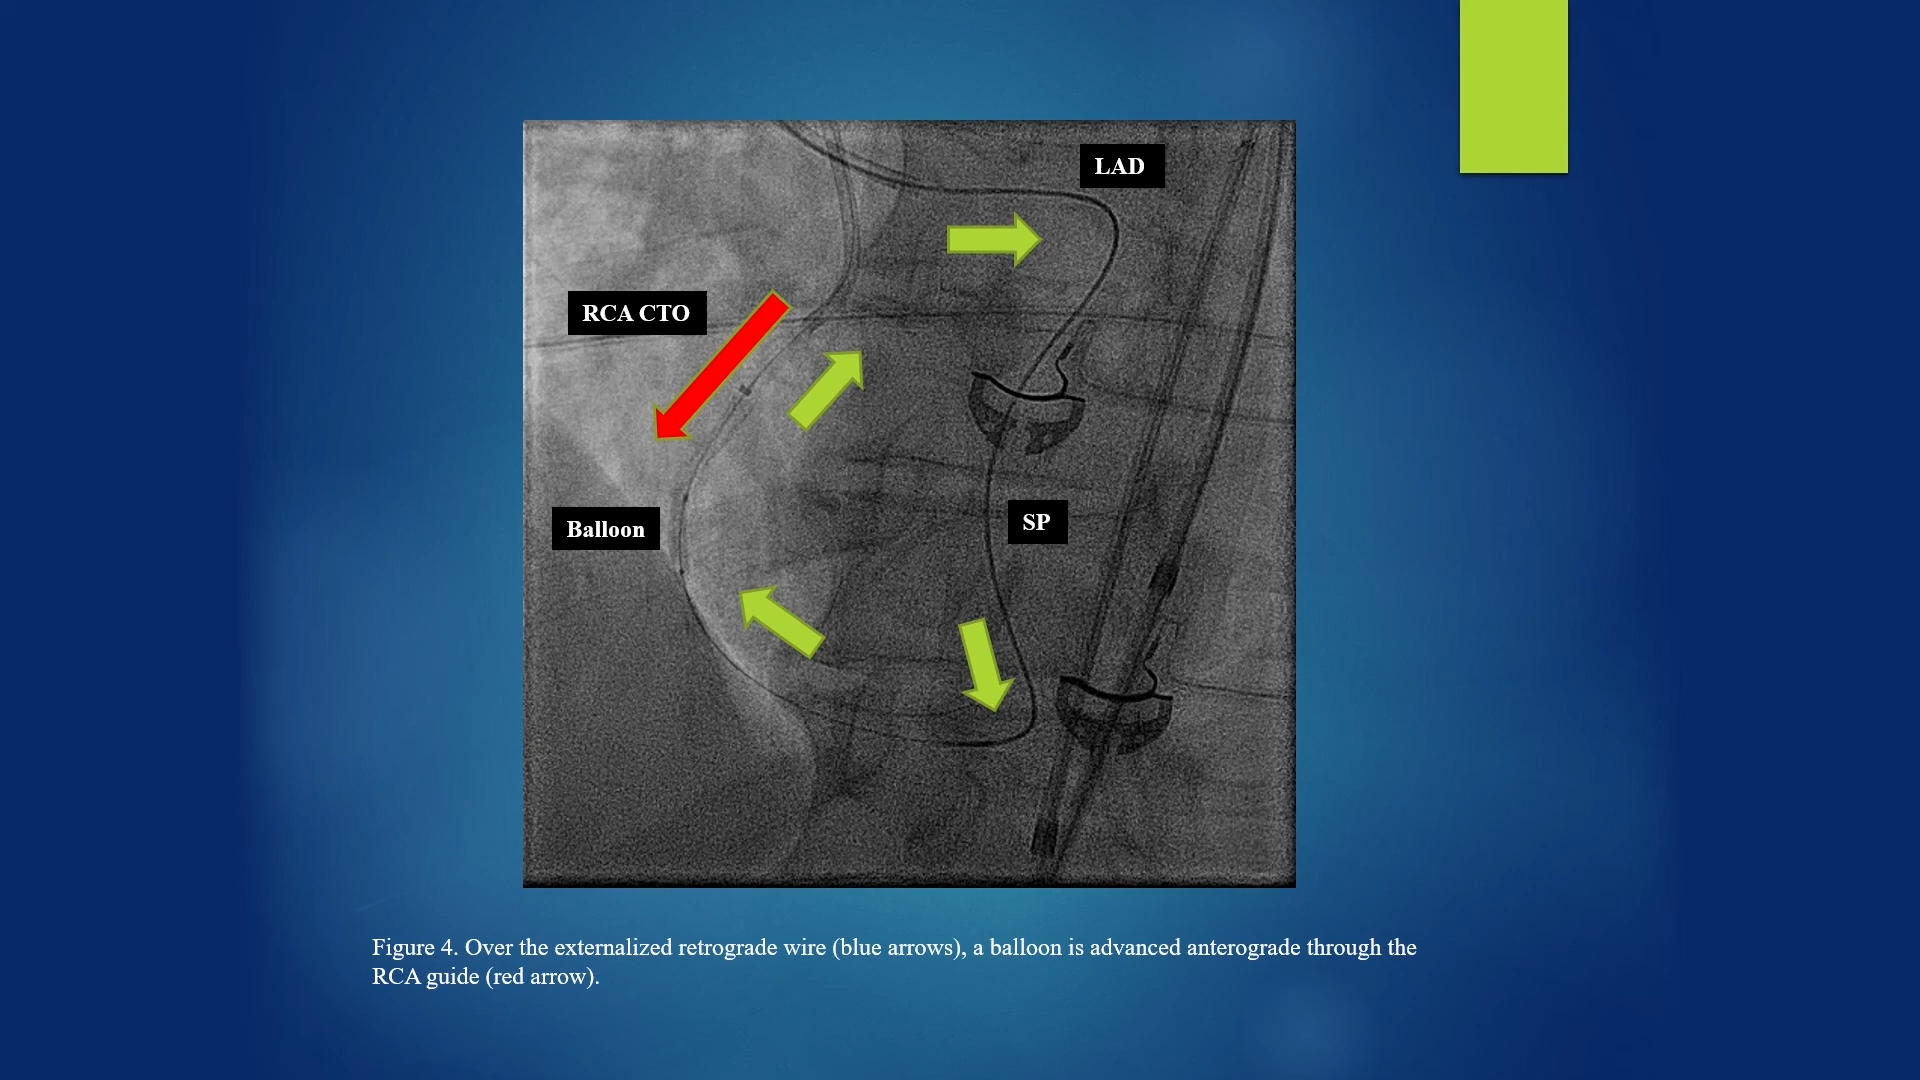 LAD
RCA CTO
Balloon
SP
Figure 4. Over the externalized retrograde wire (blue arrows), a balloon is advanced anterograde through the
RCA guide (red arrow).